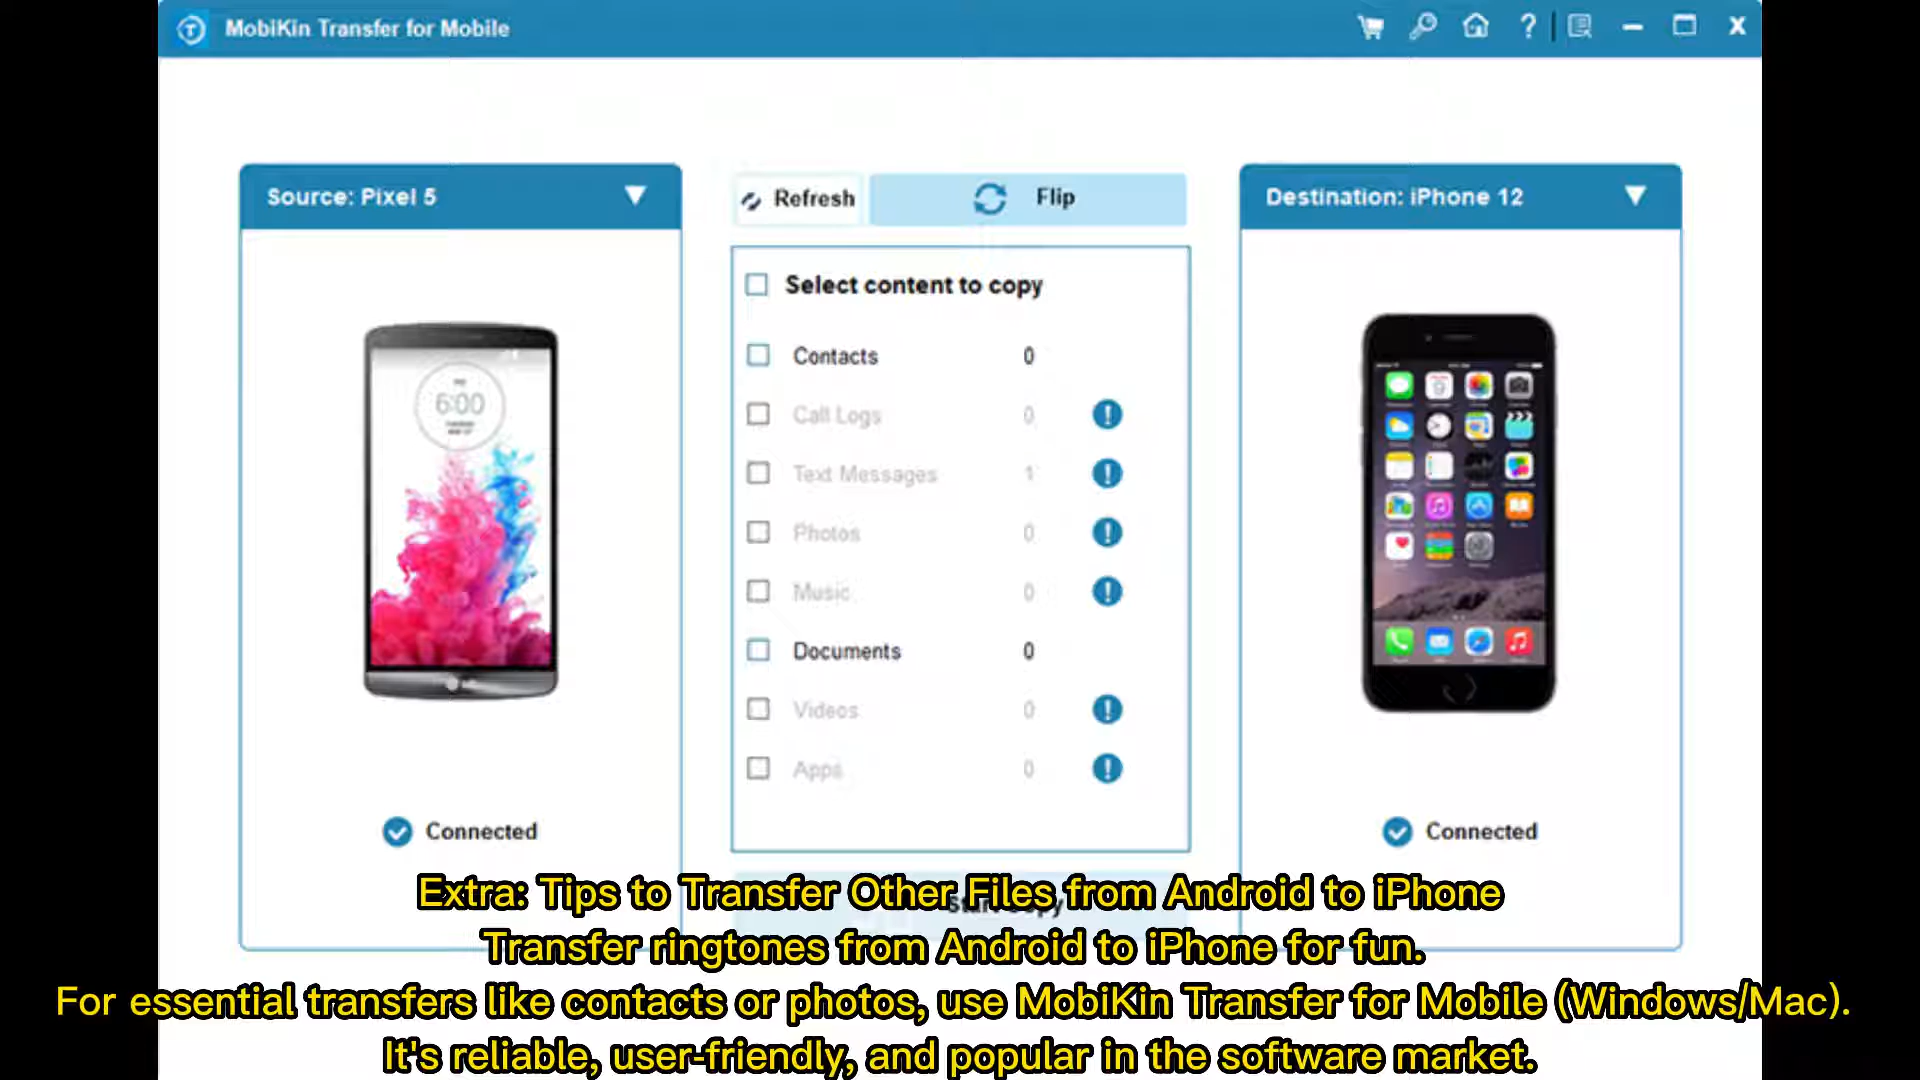 MobiKin Transfer for Mobile
Source: Pixel 5
Refresh
Flip
Destination: iPhone 12
Select content to copy
Contacts 0
Call Logs 0
Text Messages 1
Photos 0
Music 0
Documents 0
Videos 0
Apps 0
6:00
Connected
Connected
Start Copy
Extra: Tips to Transfer Other Files from Android to iPhone
Transfer ringtones from Android to iPhone for fun.
For essential transfers like contacts or photos, use MobiKin Transfer for Mobile (Windows/Mac).
It's reliable, user-friendly, and popular in the software market.